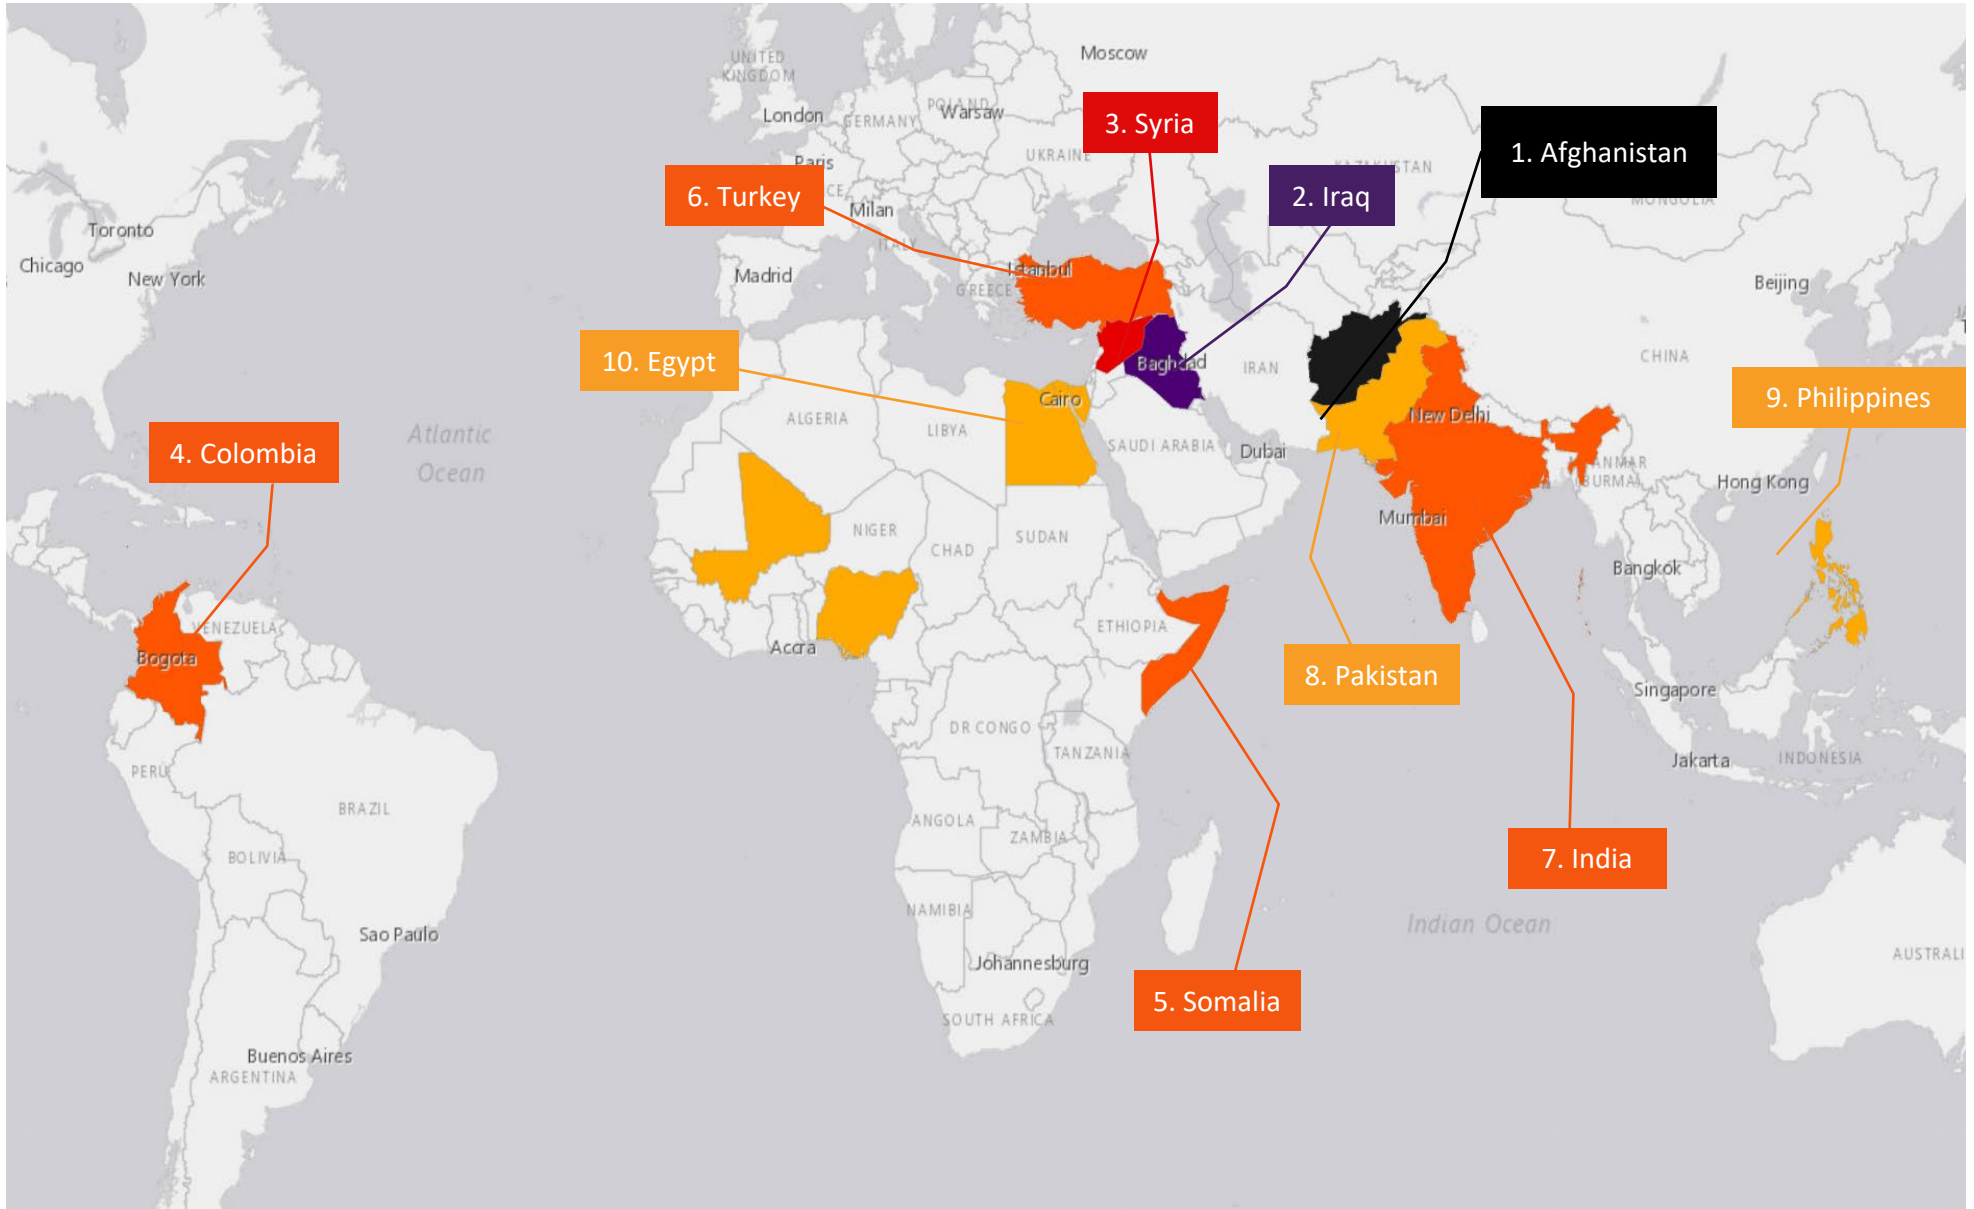 Moscow
UNITED
KINGDOM
London
GERMANY
POLAND
Warsaw
3. Syria
1. Afghanistan
Paris
UKRAINE
KAZAKHSTAN
6. Turkey
CE
2. Iraq
MONGOLIA
Milan
ITALY
Toronto
Chicago
New York
Madrid
Istanbul
GREECE
Beijing
10. Egypt
Baghdad
IRAN
CHINA
9. Philippines
Cairo
ALGERIA
LIBYA
New Delhi
SAUDI ARABIA
Dubai
Atlantic
Ocean
4. Colombia
ANMAR
(BURMA)
Hong Kong
Mumbai
NIGER
CHAD
SUDAN
Bangkok
VENEZUELA
ETHIOPIA
Bogota
Accra
8. Pakistan
Singapore
DR CONGO
TANZANIA
PERU
Jakarta
INDONESIA
BRAZIL
ANGOLA
ZAMBIA
BOLIVIA
7. India
NAMIBIA
Indian Ocean
Sao Paulo
AUSTRALI
Johannesburg
5. Somalia
SOUTH AFRICA
Buenos Aires
ARGENTINA